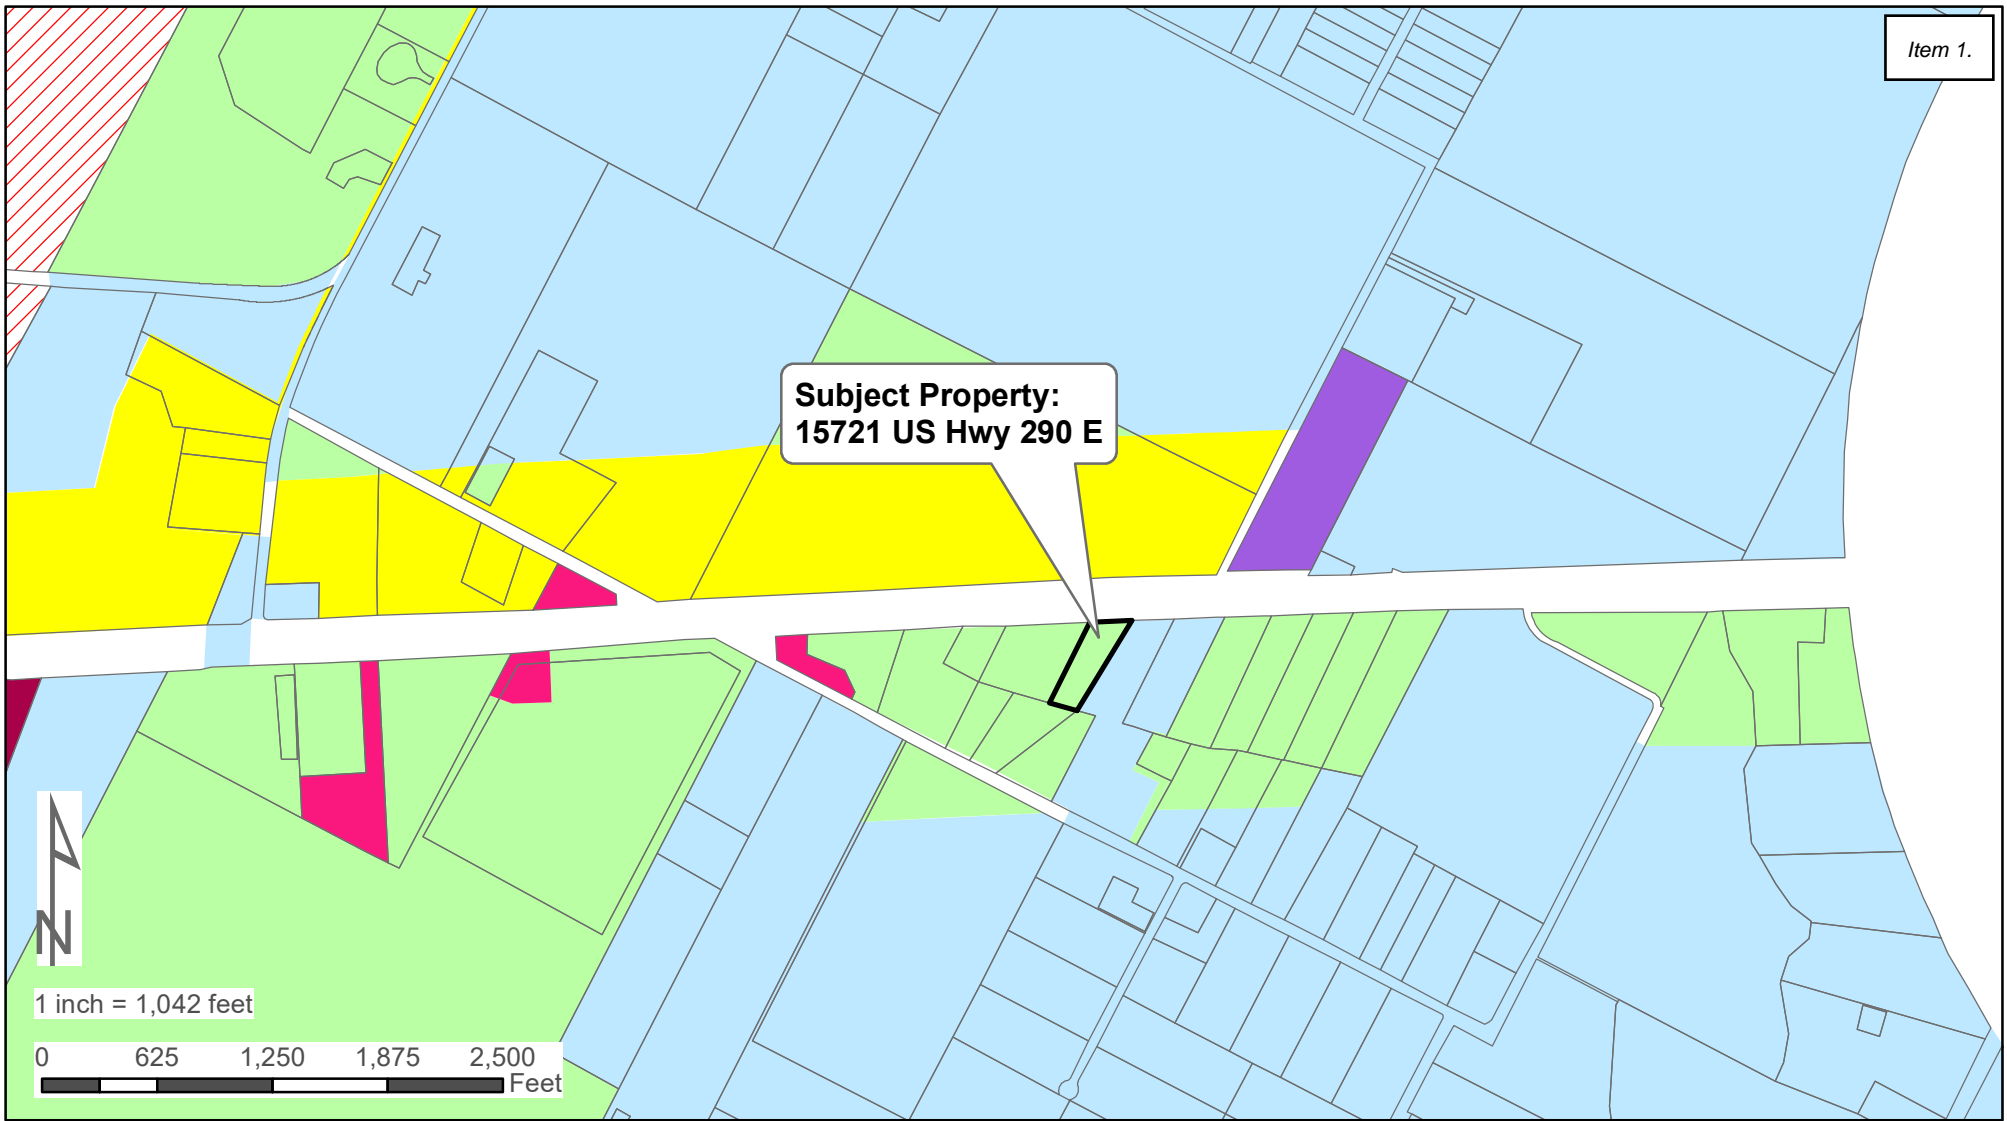 Item 1.
Subject Property:
15721 US Hwy 290 E
N
1 inch = 1,042 feet
0 625 1,250 1,875 2,500
Feet